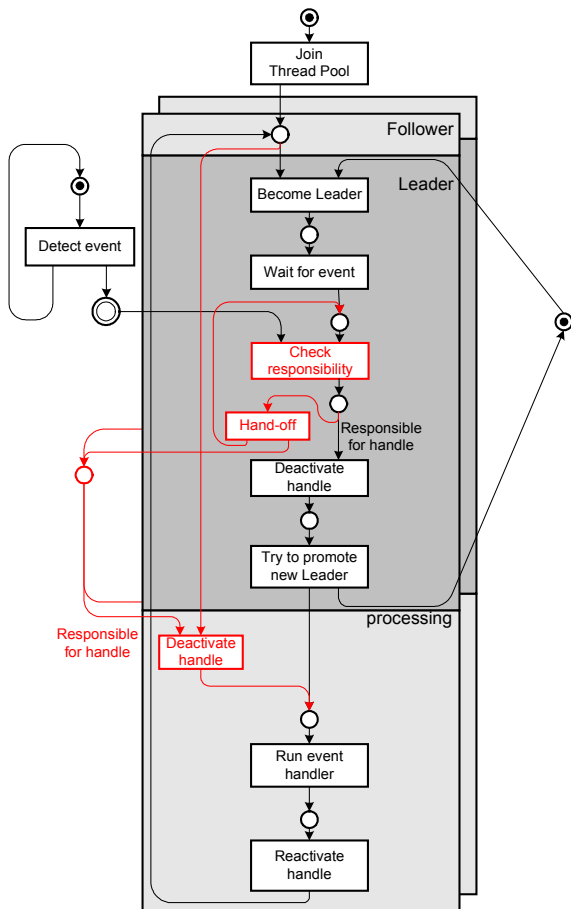 Join
Thread Pool
Follower
Leader
Become Leader
Detect event
Wait for event
Check
responsibility
Hand-off
Responsible
for handle
Deactivate
handle
Try to promote
new Leader
processing
Responsible
for handle
Deactivate
handle
Run event
handler
Reactivate
handle